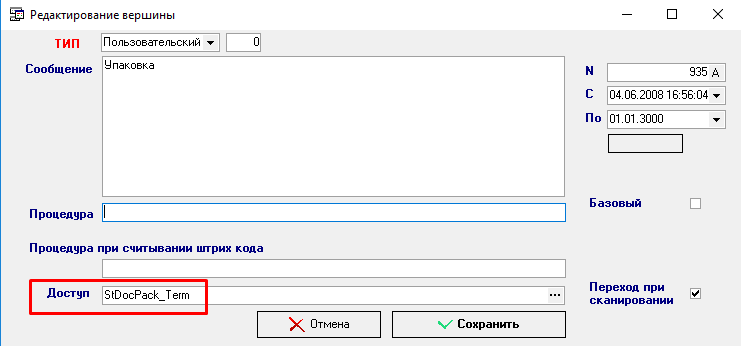 Редактирование вершины
ТИП Пользовательский 0
Сообщение Упаковка
N 935 A
С 04.06.2008 16:56:04
По 01.01.3000
Процедура
Базовый
Процедура при считывании штрих кода
Доступ StDocPack_Term ...
Переход при
сканировании
Отмена Сохранить